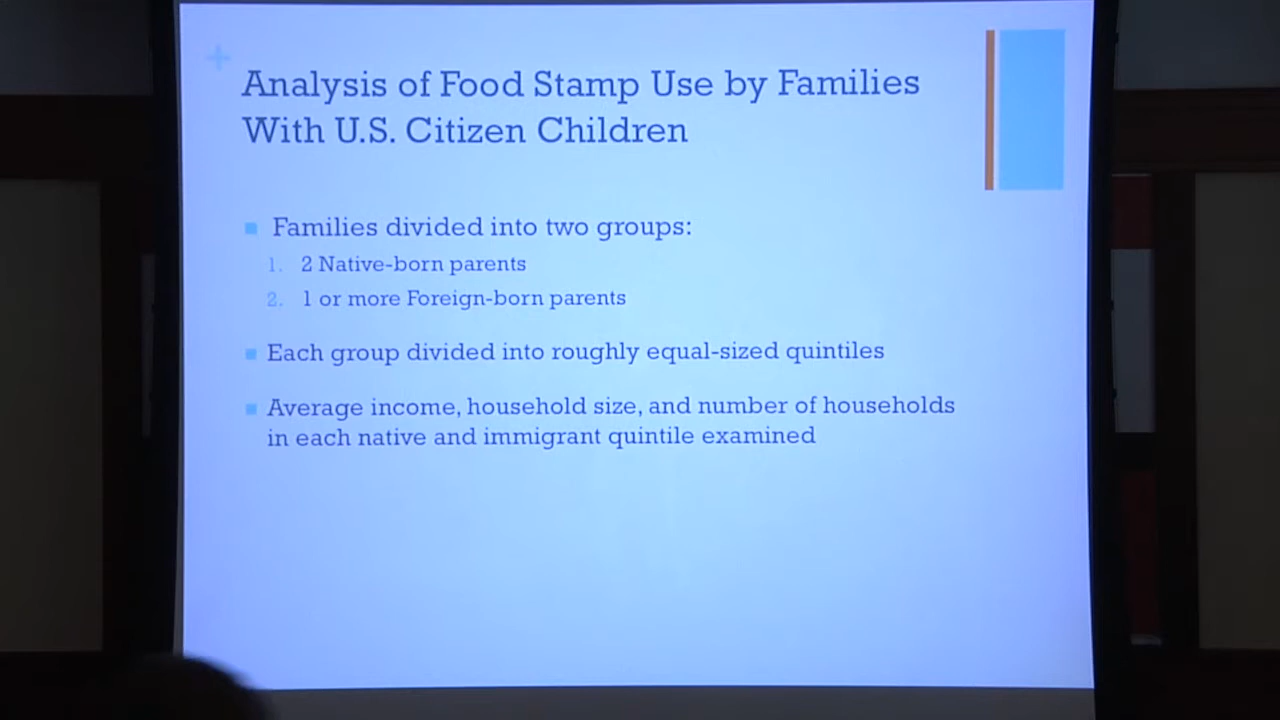 Analysis of Food Stamp Use by Families
With U.S. Citizen Children
Families divided into two groups:
1. 2 Native-born parents
2. 1 or more Foreign-born parents
Each group divided into roughly equal-sized quintiles
Average income, household size, and number of households
in each native and immigrant quintile examined